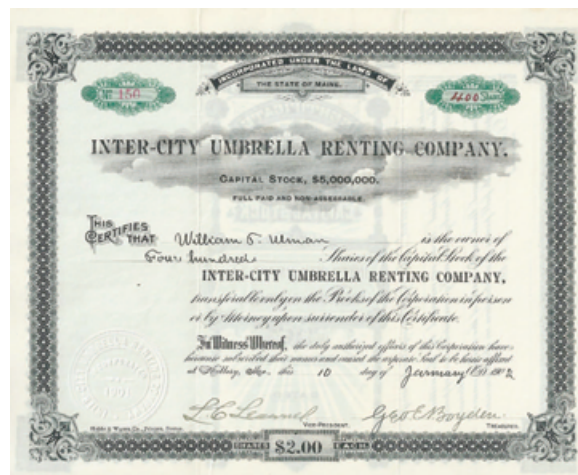 INCORPORATED UNDER THE LAWS OF
THE STATE OF MAINE.
No 150
400 Shares
INTER-CITY UMBRELLA RENTING COMPANY.
CAPITAL STOCK, $5,000,000.
FULL PAID AND NON-ASSESSABLE.
THIS CERTIFIES THAT William F. Ulman is the owner of
Four hundred Shares of the Capital Stock of the
INTER-CITY UMBRELLA RENTING COMPANY,
transferable only on the Books of the Corporation in person
or by Attorney upon surrender of this Certificate.
In Witness Whereof, the duly authorized officers of this Corporation have
hereunto subscribed their names and caused the corporate Seal to be hereto affixed
at Kittery, Me. this 10 day of January A.D. 1902
Geo E Boyden.
VICE-PRESIDENT. TREASURER.
SHARES $2.00 EACH